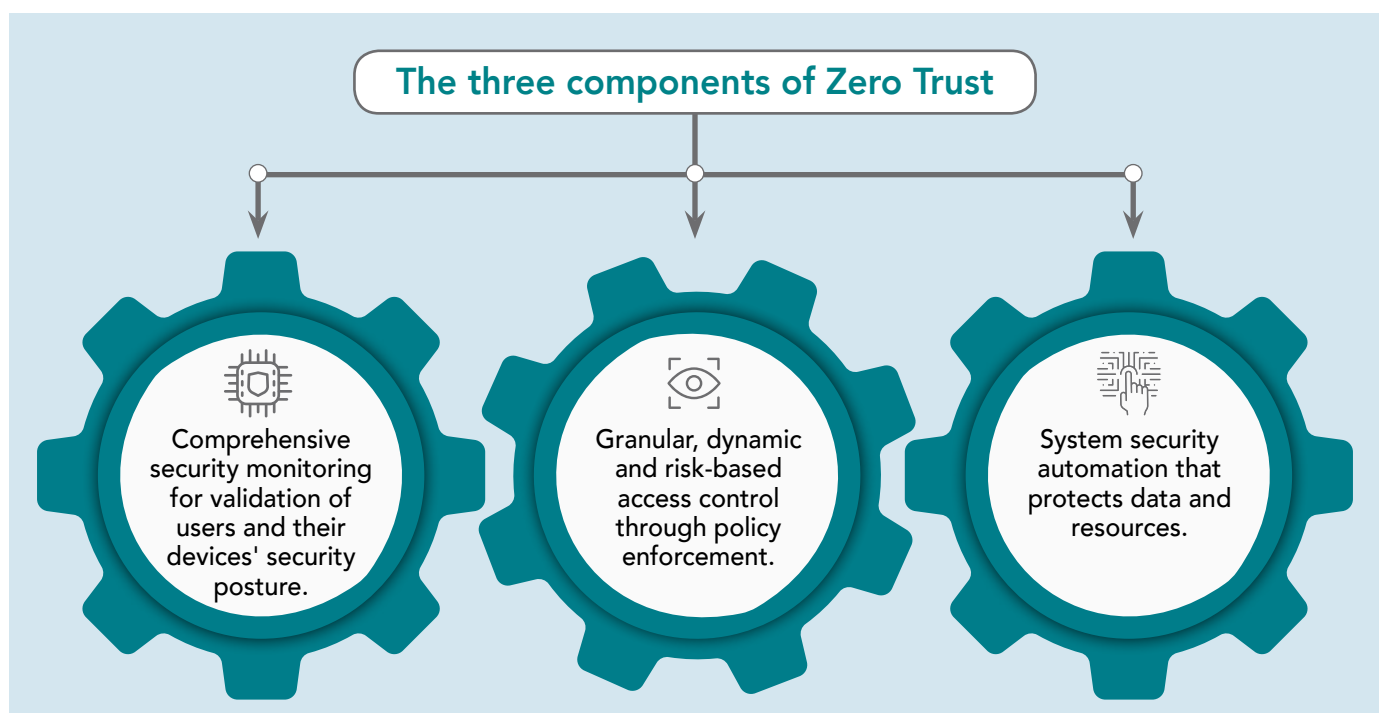 The three components of Zero Trust
Comprehensive
security monitoring
for validation of
users and their
devices' security
posture.
Granular, dynamic
and risk-based
access control
through policy
enforcement.
System security
automation that
protects data and
resources.